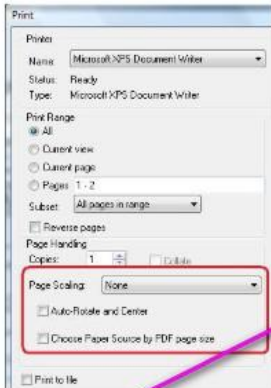 Print
Printer
Name: Microsoft XPS Document Writer
Status: Ready
Type: Microsoft XPS Document Writer
Print Range
All
Current view
Current page
Pages 1 - 2
Subset: All pages in range
Reverse pages
Page Handling
Copies: 1 Collate
Page Scaling: None
Auto-Rotate and Center
Choose Paper Source by PDF page size
Print to file